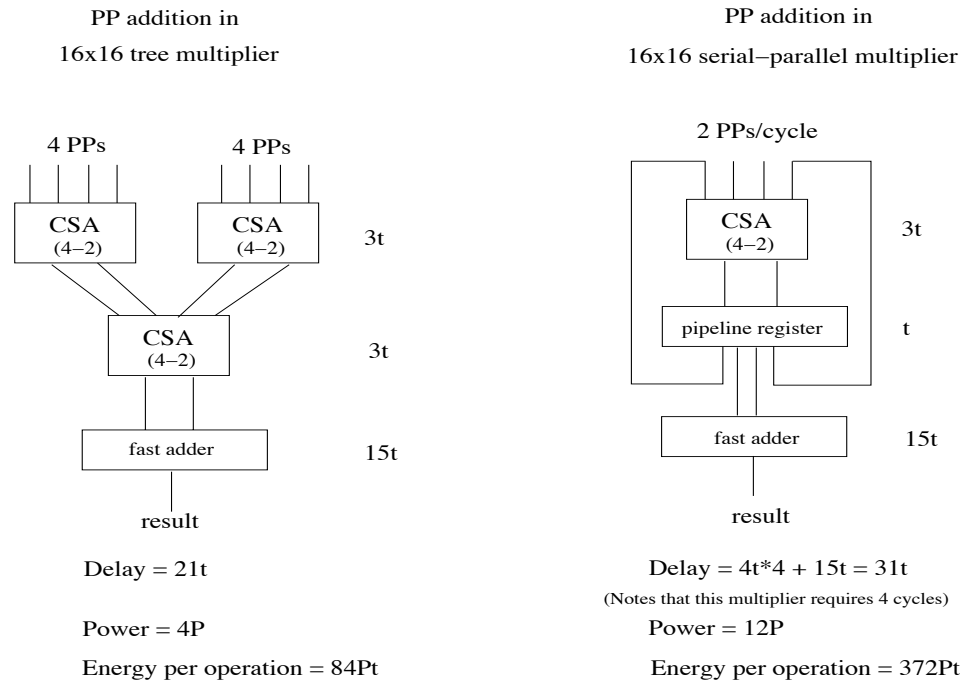 PP addition in
16x16 tree multiplier
4 PPs
4 PPs
CSA
(4–2)
CSA
(4–2)
3t
CSA
(4–2)
3t
fast adder
15t
result
Delay = 21t
Power = 4P
Energy per operation = 84Pt
PP addition in
16x16 serial–parallel multiplier
2 PPs/cycle
CSA
(4–2)
3t
pipeline register
t
fast adder
15t
result
Delay = 4t*4 + 15t = 31t
(Notes that this multiplier requires 4 cycles)
Power = 12P
Energy per operation = 372Pt